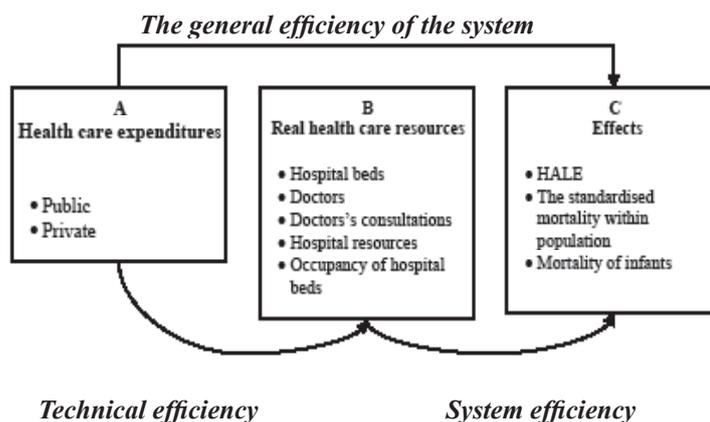 The general efficiency of the system
A
Health care expenditures
• Public
• Private
B
Real health care resources
• Hospital beds
• Doctors
• Doctors's consultations
• Hospital resources
• Occupancy of hospital
beds
C
Effects
• HALE
• The standardised
mortality within
population
• Mortality of infants
Technical efficiency
System efficiency